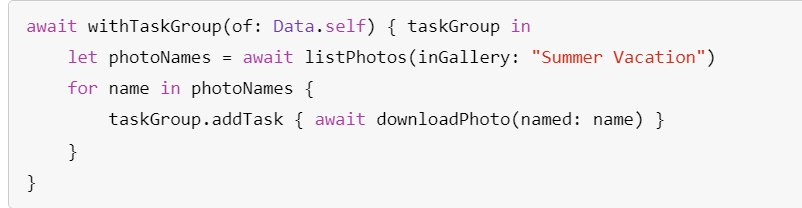 await withTaskGroup(of: Data.self) { taskGroup in
    let photoNames = await listPhotos(inGallery: "Summer Vacation")
    for name in photoNames {
        taskGroup.addTask { await downloadPhoto(named: name) }
    }
}